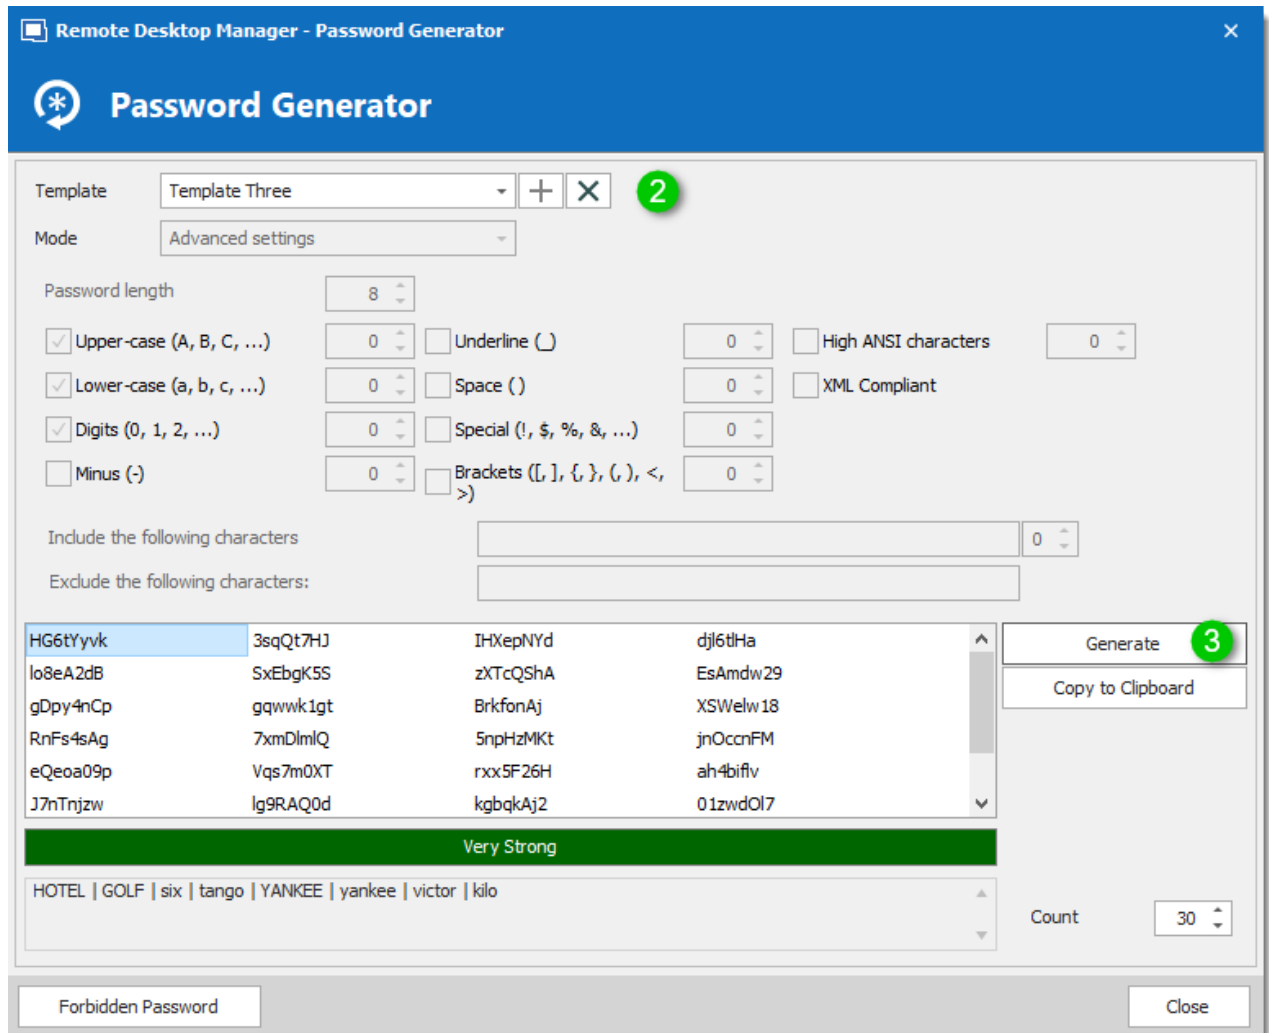 Remote Desktop Manager - Password Generator
Password Generator
Template Template Three 2
Mode Advanced settings
Password length 8
Upper-case (A, B, C, ...) 0 Underline (_) 0 High ANSI characters 0
Lower-case (a, b, c, ...) 0 Space ( ) 0 XML Compliant
Digits (0, 1, 2, ...) 0 Special (!, $, %, &, ...) 0
Minus (-) 0 Brackets ([, ], {, }, (, ), <, 0
>)
Include the following characters 0
Exclude the following characters:
HG6tYyvk 3sqQt7HJ IHXepNYd djl6tlHa Generate 3
lo8eA2dB SxEbgK5S zXTcQShA EsAmdw29 Copy to Clipboard
gDpy4nCp gqwwk1gt BrkfonAj XSWelw18
RnFs4sAg 7xmDlmlQ 5npHzMKt jnOccnFM
eQeoa09p Vqs7m0XT rxx5F26H ah4biflv
J7nTnjzw lg9RAQ0d kgbqkAj2 01zwdOl7
Very Strong
HOTEL | GOLF | six | tango | YANKEE | yankee | victor | kilo
Count 30
Forbidden Password Close